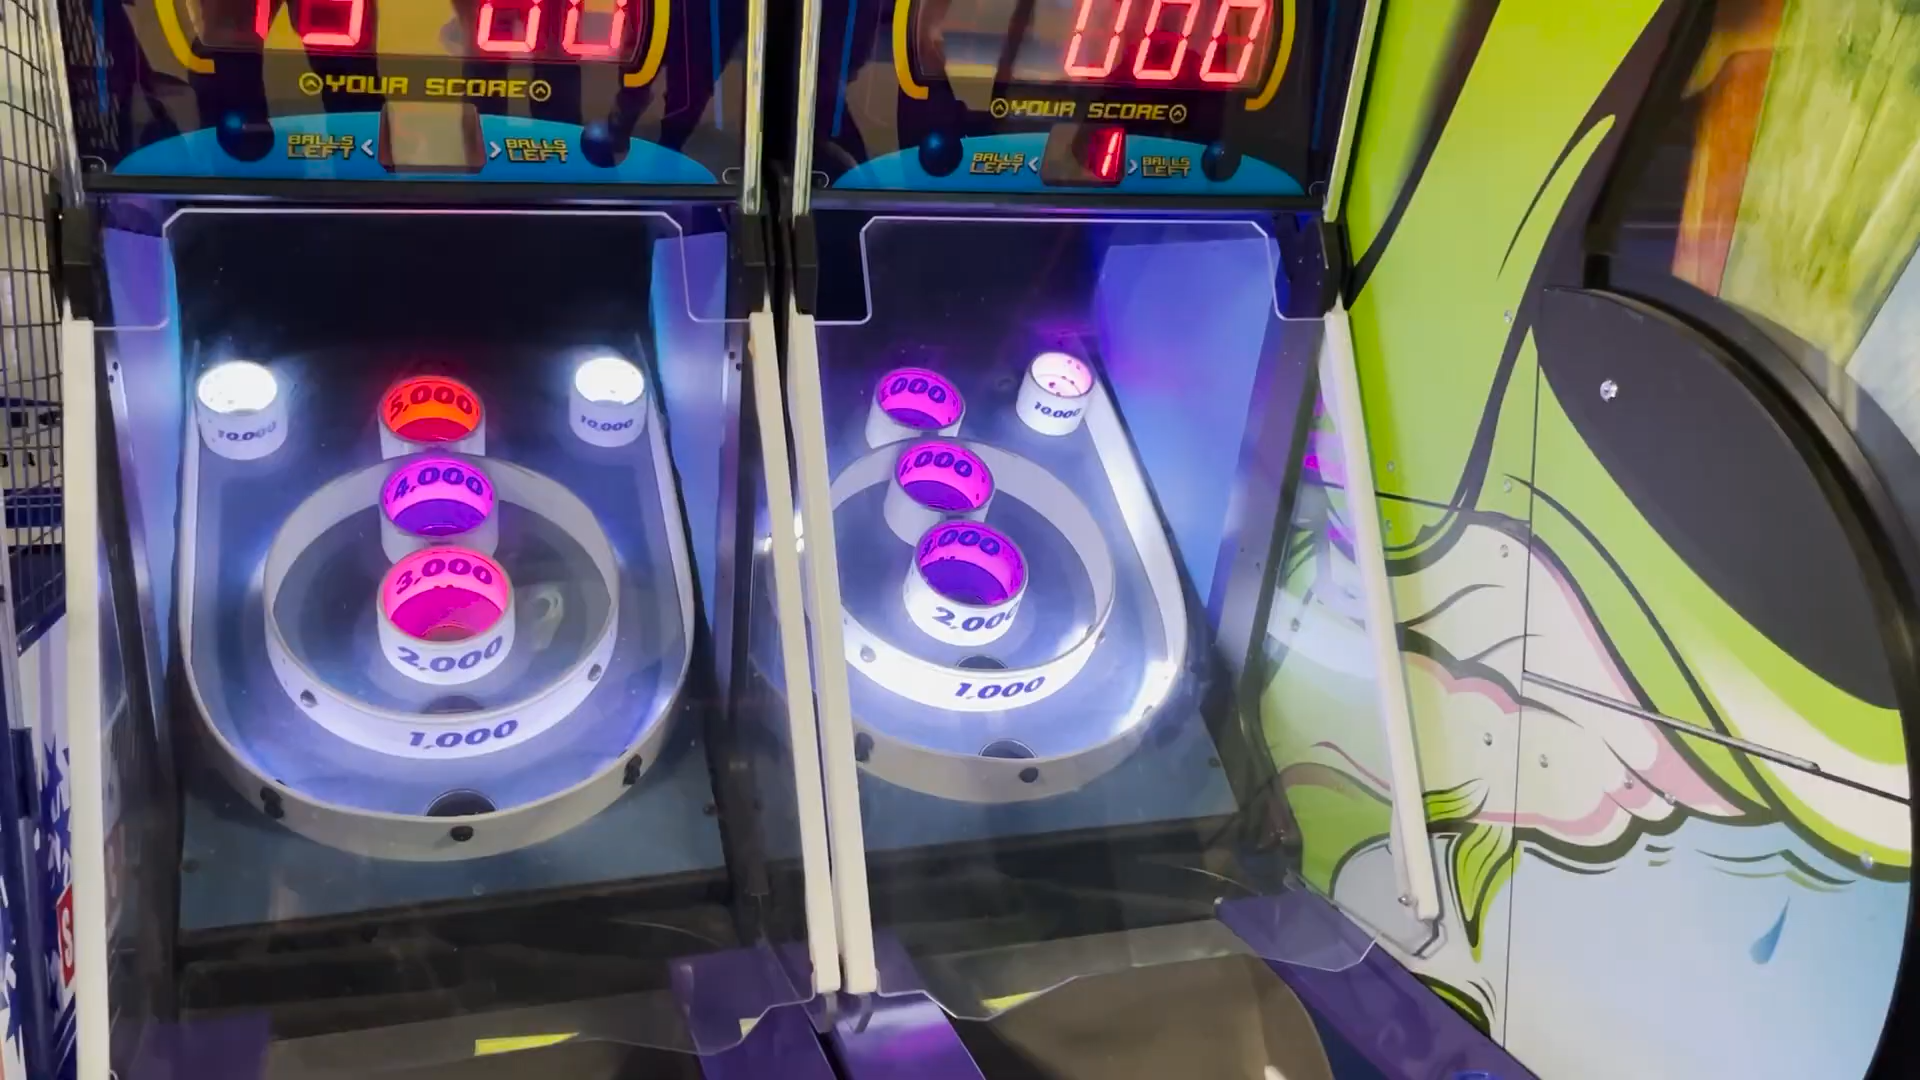 000
YOUR SCORE
YOUR SCORE
BALLS LEFT < > BALLS LEFT
BALLS LEFT < 1 > BALLS LEFT
10,000
5,000
10,000
4,000
3,000
2,000
1,000
10,000
2,000
1,000